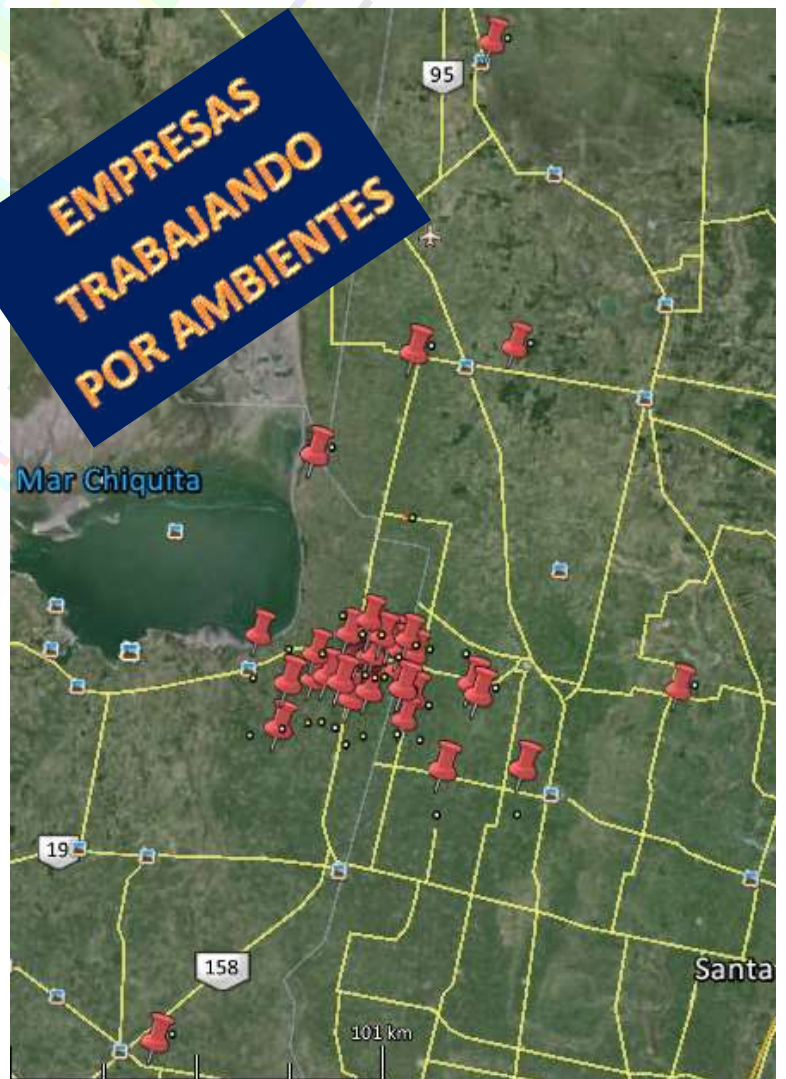 95
EMPRESAS
TRABAJANDO
POR AMBIENTES
Mar Chiquita
19
158
Santa
101 km